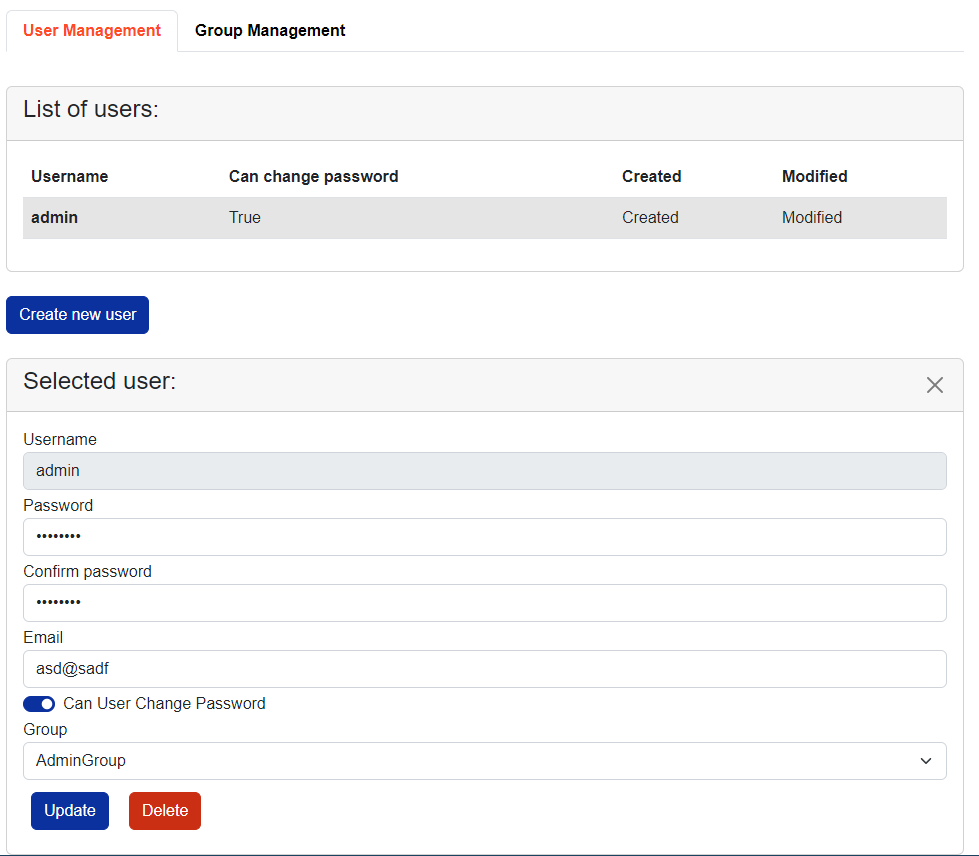 User Management Group Management
List of users:
Username Can change password Created Modified
admin True Created Modified
Create new user
Selected user:
Username
admin
Password
••••••••
Confirm password
••••••••
Email
asd@sadf
Can User Change Password
Group
AdminGroup
Update Delete